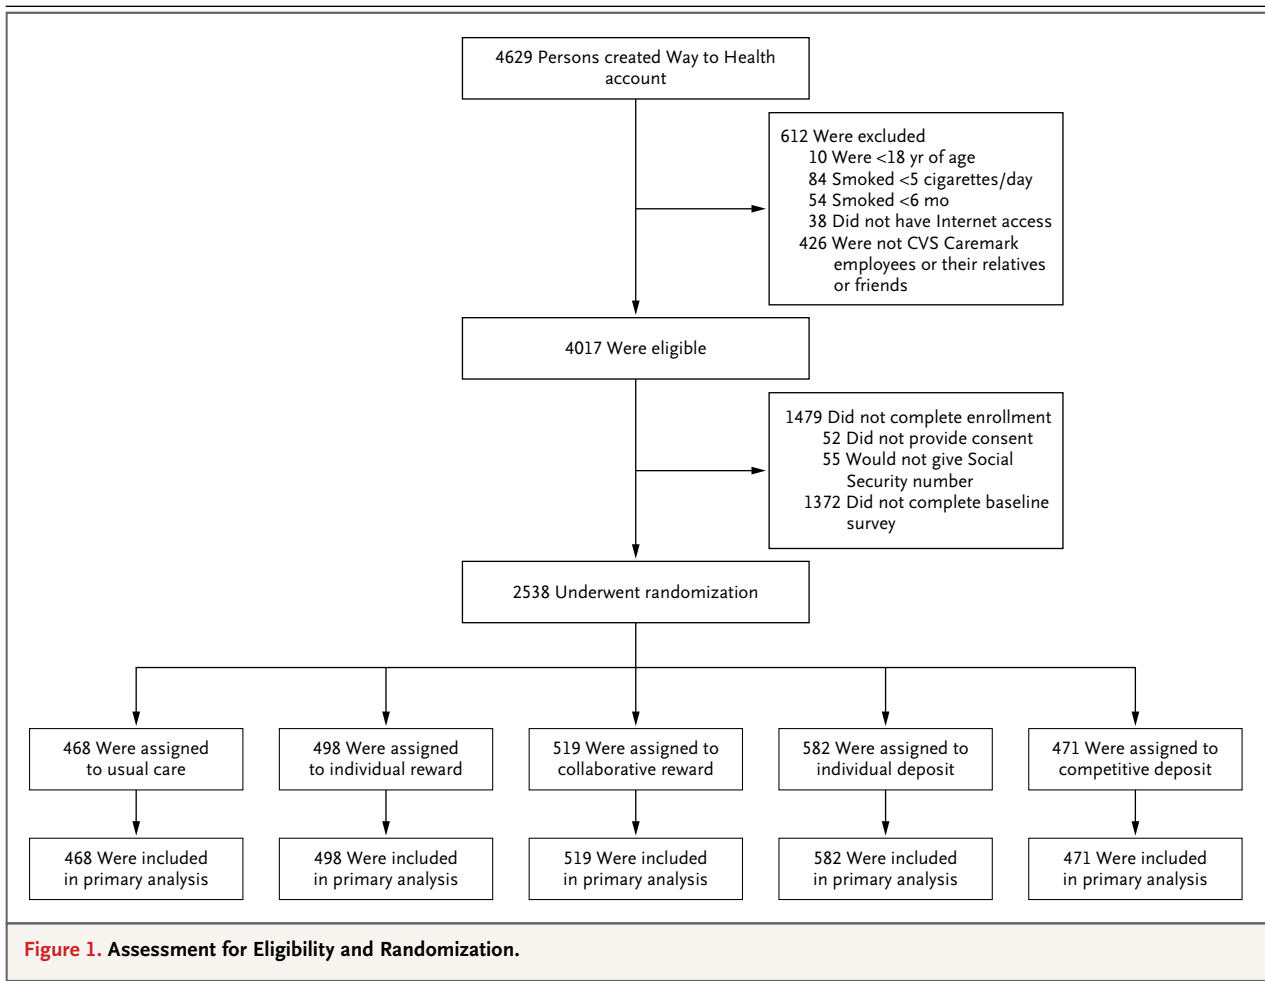 4629 Persons created Way to Health
account
612 Were excluded
10 Were <18 yr of age
84 Smoked <5 cigarettes/day
54 Smoked <6 mo
38 Did not have Internet access
426 Were not CVS Caremark
employees or their relatives
or friends
4017 Were eligible
1479 Did not complete enrollment
52 Did not provide consent
55 Would not give Social
Security number
1372 Did not complete baseline
survey
2538 Underwent randomization
468 Were assigned
to usual care
498 Were assigned
to individual reward
519 Were assigned to
collaborative reward
582 Were assigned to
individual deposit
471 Were assigned to
competitive deposit
468 Were included
in primary analysis
498 Were included
in primary analysis
519 Were included
in primary analysis
582 Were included
in primary analysis
471 Were included
in primary analysis
Figure 1. Assessment for Eligibility and Randomization.